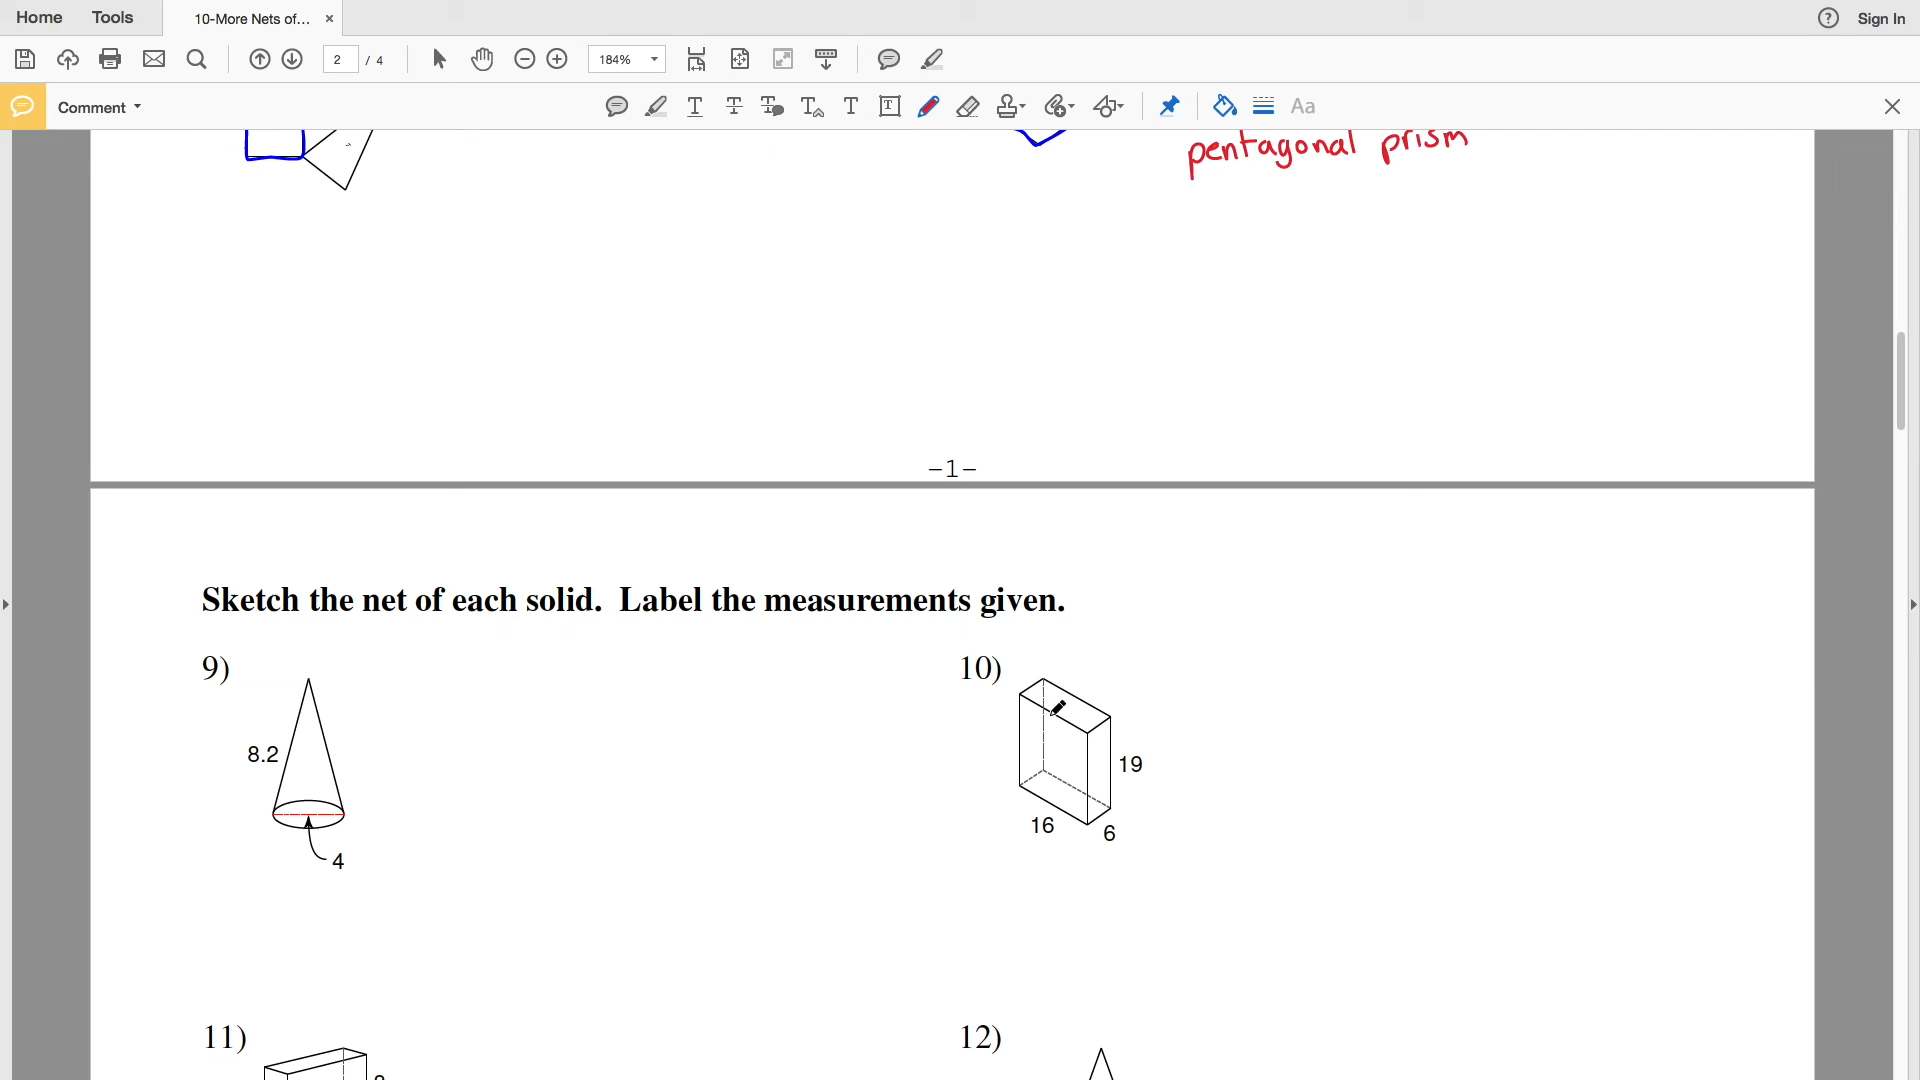 Home Tools 10-More Nets of... × ? Sign In
2 / 4 184%
Comment T T T T T T Aa
pentagonal prism
-1-
Sketch the net of each solid. Label the measurements given.
9)
8.2
4
10)
19
16
6
11)
12)